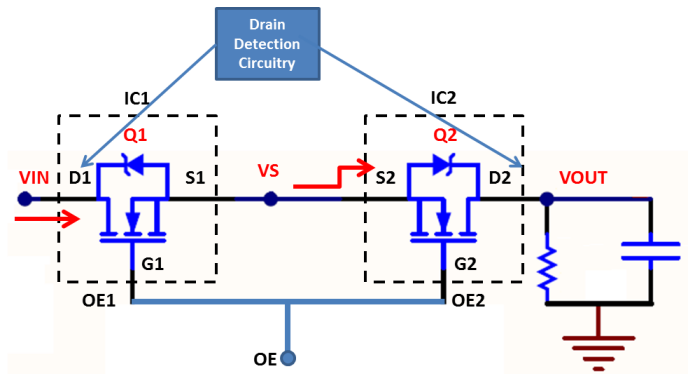 Drain
Detection
Circuitry
IC1
IC2
Q1
Q2
VIN
D1
S1
VS
S2
D2
VOUT
G1
G2
OE1
OE2
OE